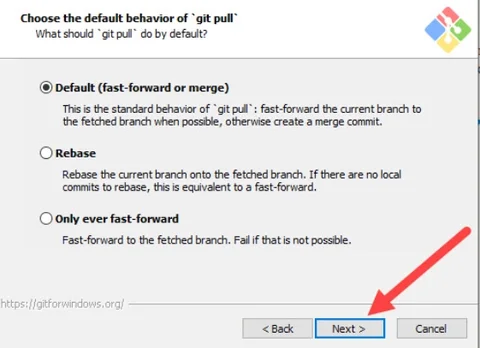 Choose the default behavior of `git pull`
What should `git pull` do by default?
Default (fast-forward or merge)
This is the standard behavior of `git pull`: fast-forward the current branch to
the fetched branch when possible, otherwise create a merge commit.
Rebase
Rebase the current branch onto the fetched branch. If there are no local
commits to rebase, this is equivalent to a fast-forward.
Only ever fast-forward
Fast-forward to the fetched branch. Fail if that is not possible.
https://gitforwindows.org/
< Back
Next >
Cancel